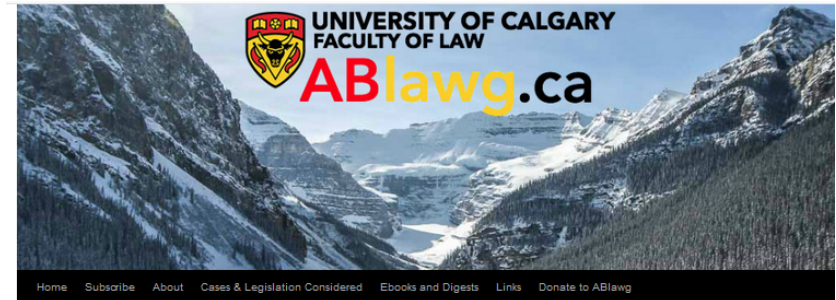 UNIVERSITY OF CALGARY
FACULTY OF LAW
ABlawg.ca
Home Subscribe About Cases & Legislation Considered Ebooks and Digests Links Donate to ABlawg